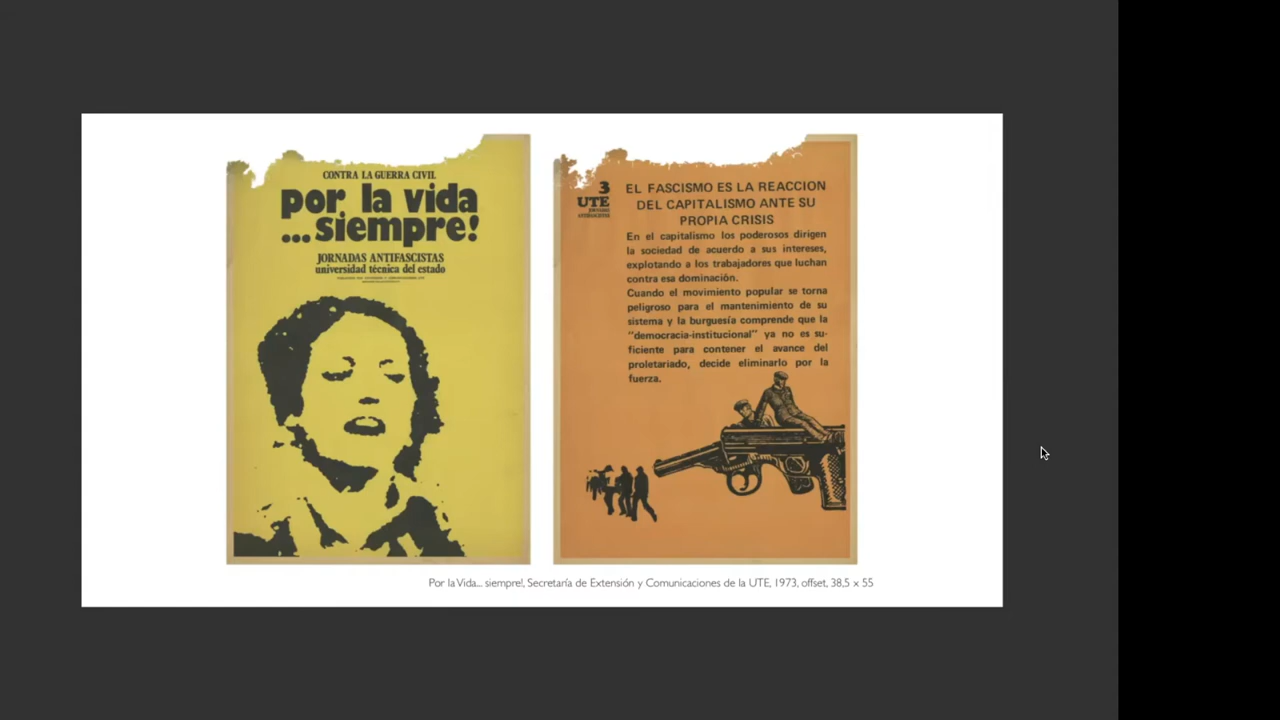 CONTRA LA GUERRA CIVIL
por la vida
...siempre!
JORNADAS ANTIFASCISTAS
universidad técnica del estado
3
UTE
JORNADAS
ANTIFASCISTAS
EL FASCISMO ES LA REACCION
DEL CAPITALISMO ANTE SU
PROPIA CRISIS
En el capitalismo los poderosos dirigen
la sociedad de acuerdo a sus intereses,
explotando a los trabajadores que luchan
contra esa dominación.
Cuando el movimiento popular se torna
peligroso para el mantenimiento de su
sistema y la burguesía comprende que la
"democracia-institucional" ya no es su-
ficiente para contener el avance del
proletariado, decide eliminarlo por la
fuerza.
Por la Vida... siempre!, Secretaría de Extensión y Comunicaciones de la UTE, 1973, offset, 38,5 x 55